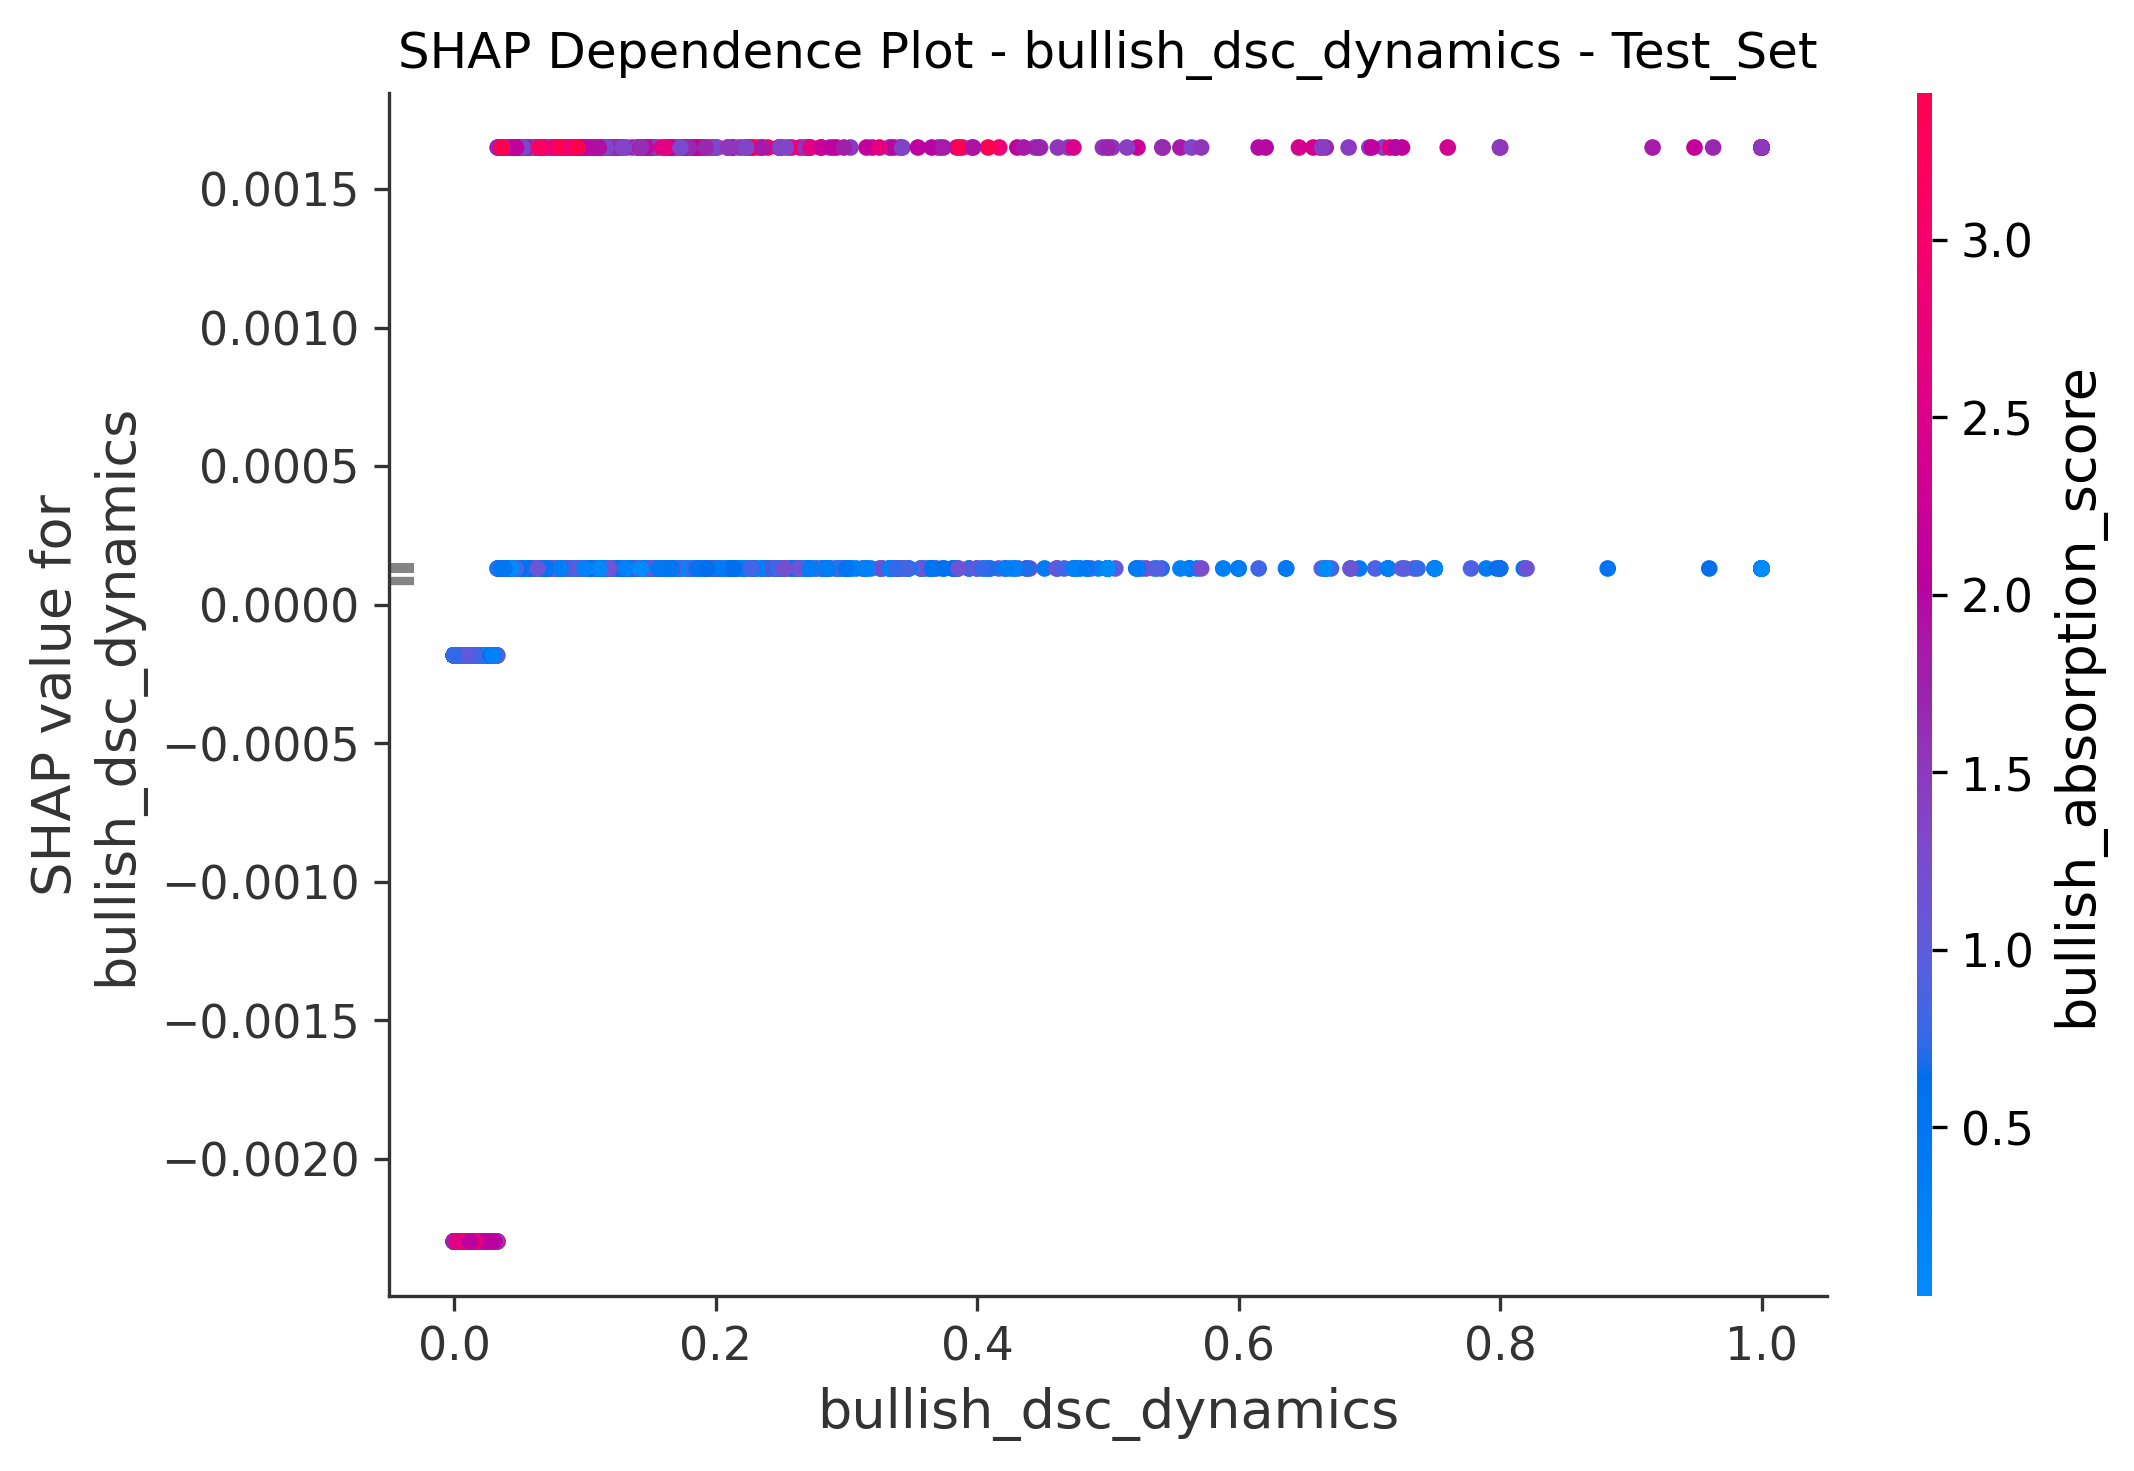 SHAP Dependence Plot - bullish_dsc_dynamics - Test_Set
0.0015
0.0010
0.0005
0.0000
−0.0005
−0.0010
−0.0015
−0.0020
SHAP value for
bullish_dsc_dynamics
0.0 0.2 0.4 0.6 0.8 1.0
bullish_dsc_dynamics
3.0
2.5
2.0
1.5
1.0
0.5
bullish_absorption_score